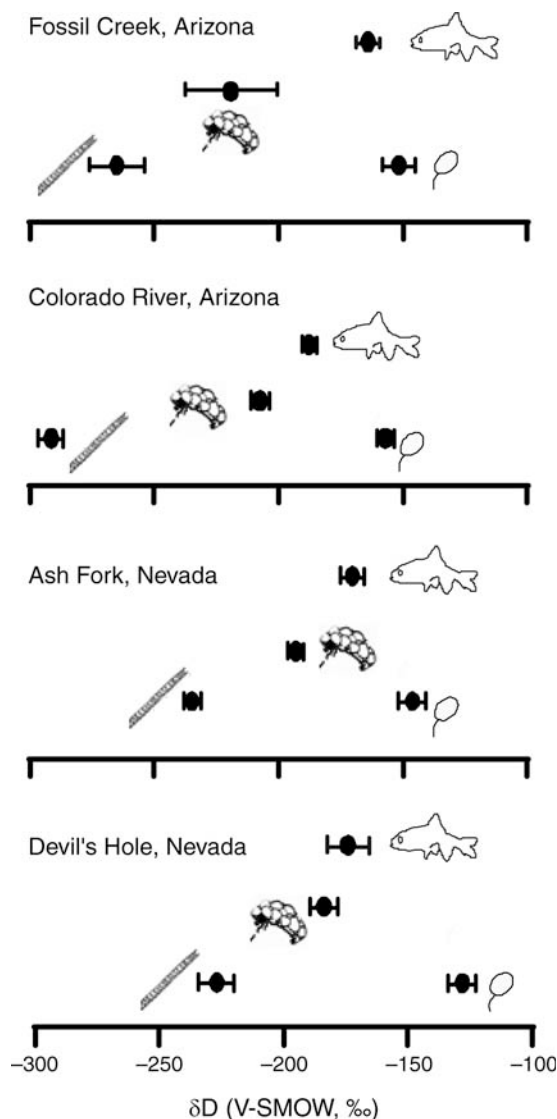 Fossil Creek, Arizona
Colorado River, Arizona
Ash Fork, Nevada
Devil's Hole, Nevada
–300 –250 –200 –150 –100
δD (V-SMOW, ‰)